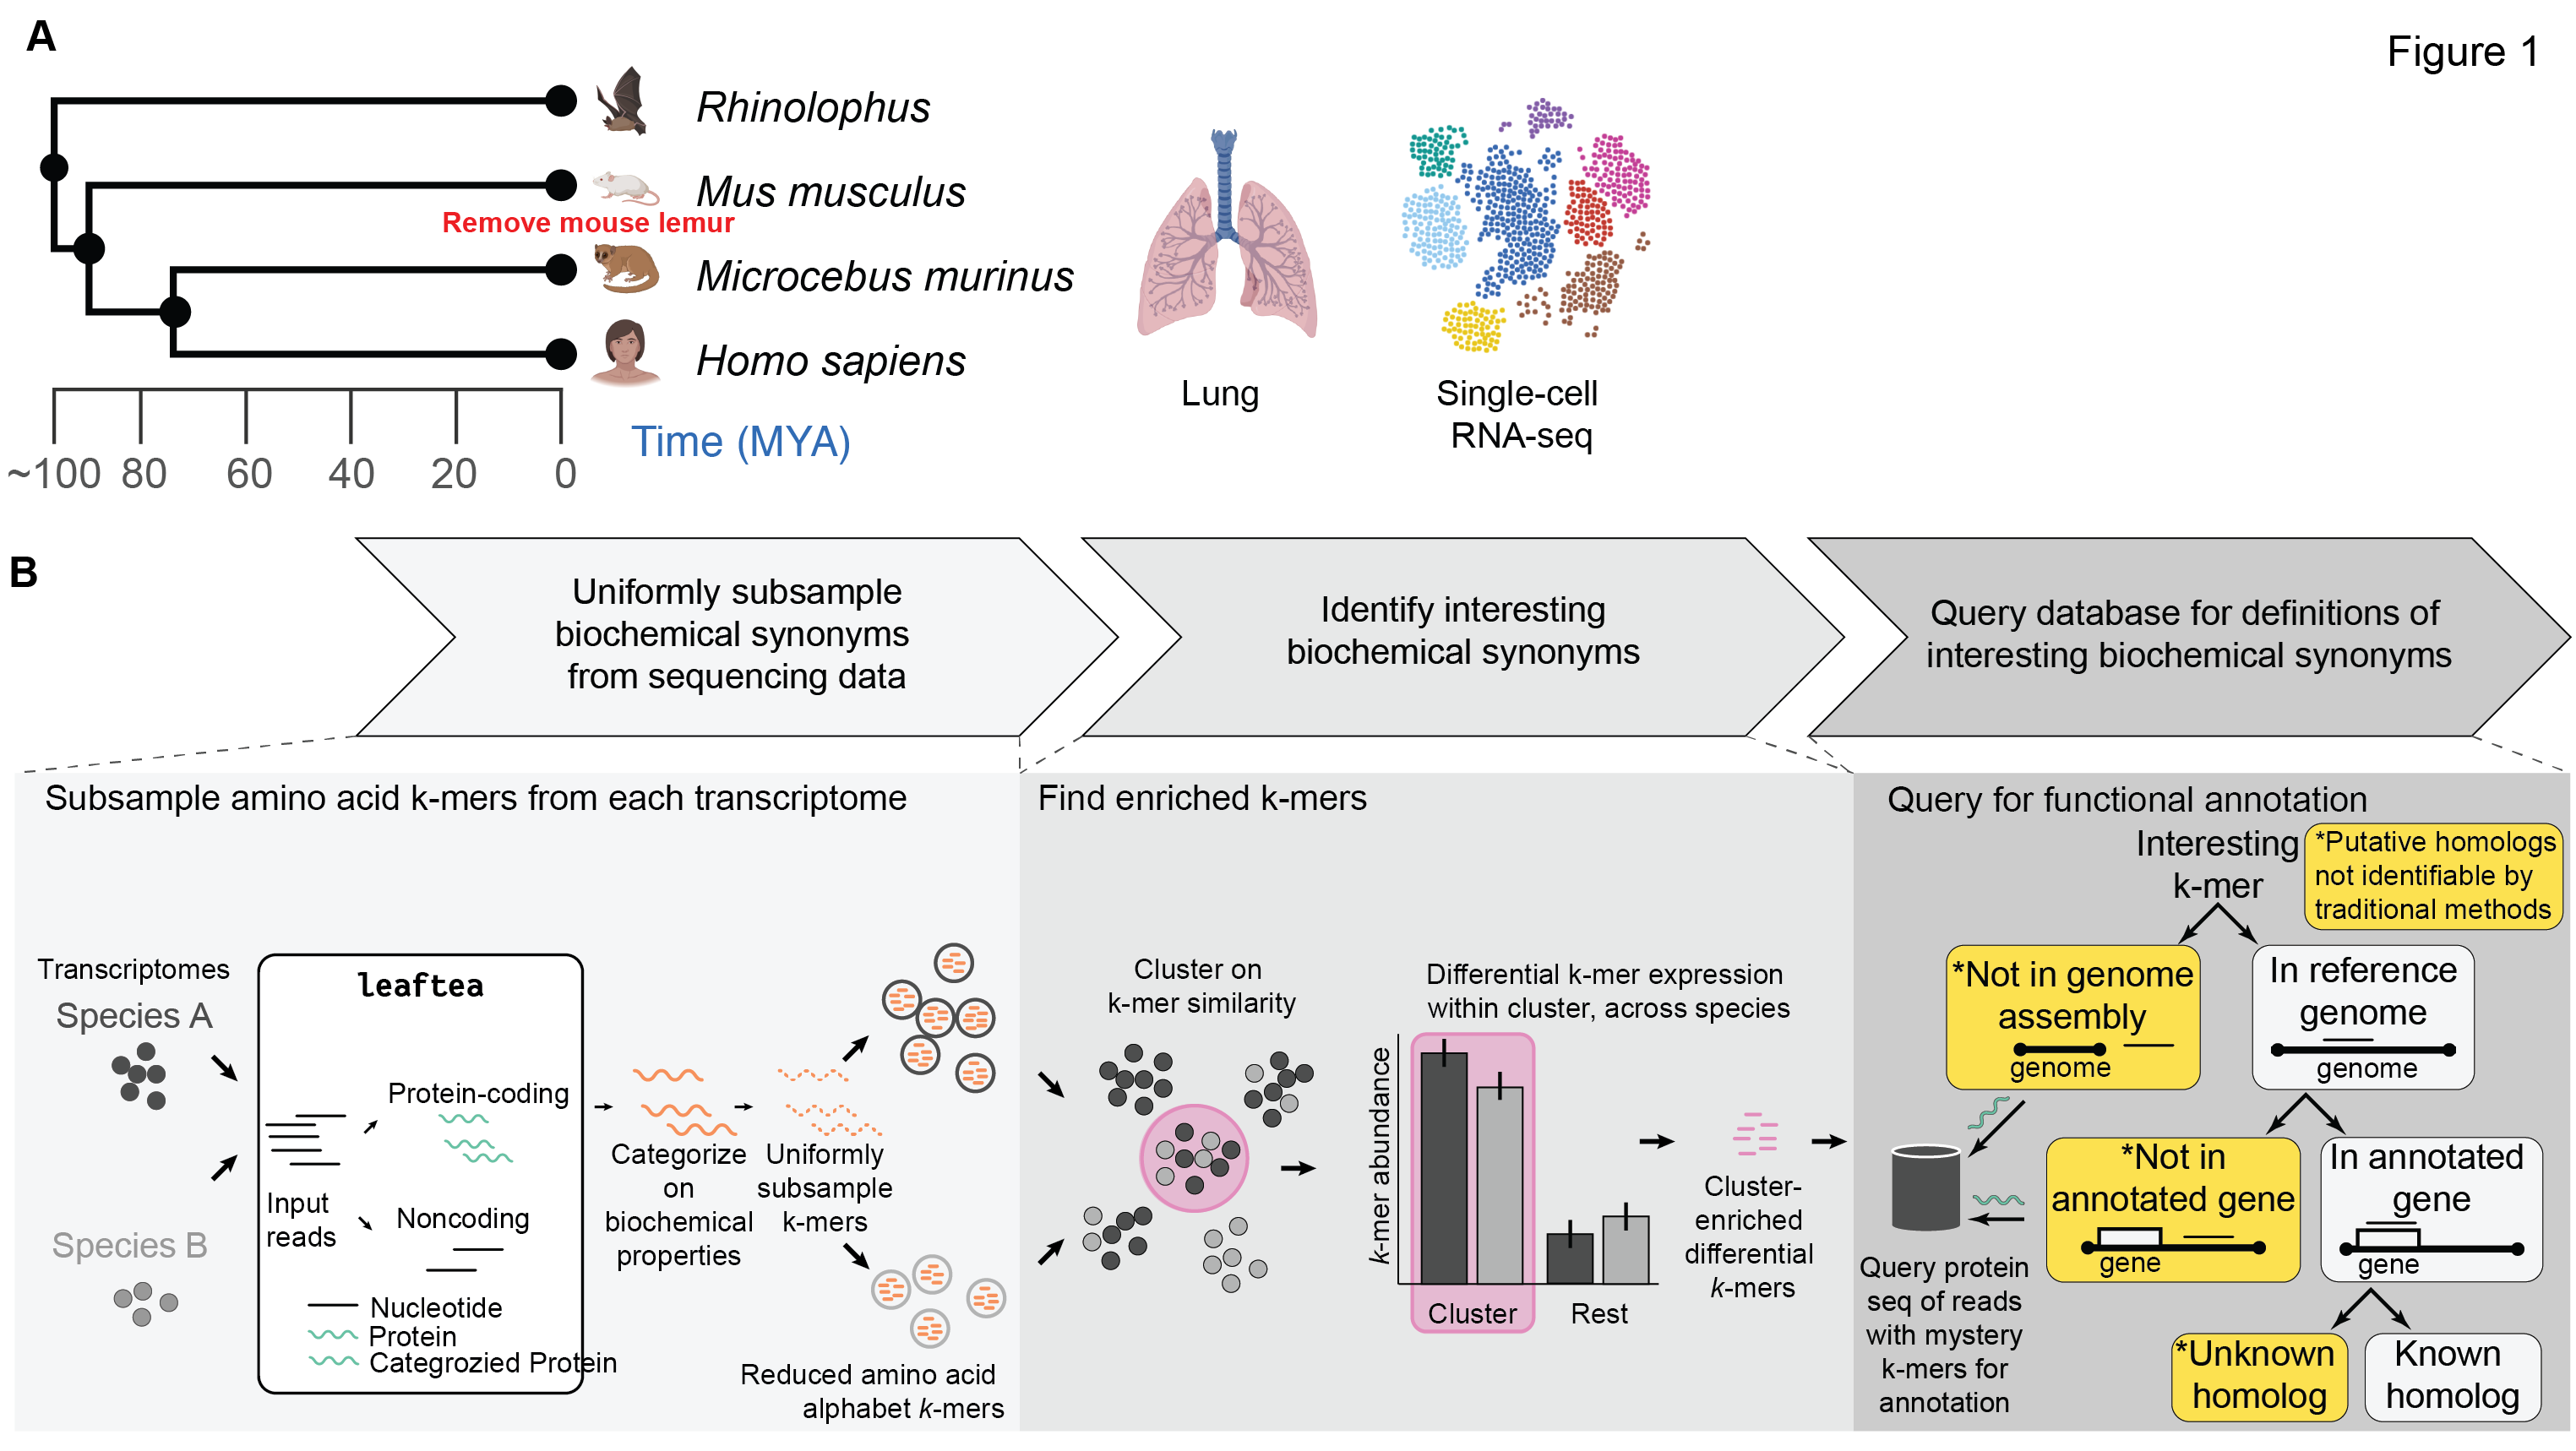 A
Figure 1
Rhinolophus
Mus musculus
Remove mouse lemur
Microcebus murinus
Homo sapiens
Time (MYA)
~100 80 60 40 20 0
Lung
Single-cell
RNA-seq
B
Uniformly subsample
biochemical synonyms
from sequencing data
Identify interesting
biochemical synonyms
Query database for definitions of
interesting biochemical synonyms
Subsample amino acid k-mers from each transcriptome
Transcriptomes
Species A
Species B
leaftea
Input
reads
Protein-coding
Noncoding
Nucleotide
Protein
Categrozied Protein
Categorize
on
biochemical
properties
Uniformly
subsample
k-mers
Reduced amino acid
alphabet k-mers
Find enriched k-mers
Cluster on
k-mer similarity
Differential k-mer expression
within cluster, across species
k-mer abundance
Cluster
Rest
Cluster-
enriched
differential
k-mers
Query for functional annotation
Interesting
k-mer
*Putative homologs
not identifiable by
traditional methods
*Not in genome
assembly
genome
In reference
genome
genome
*Not in
annotated gene
gene
In annotated
gene
gene
Query protein
seq of reads
with mystery
k-mers for
annotation
*Unknown
homolog
Known
homolog